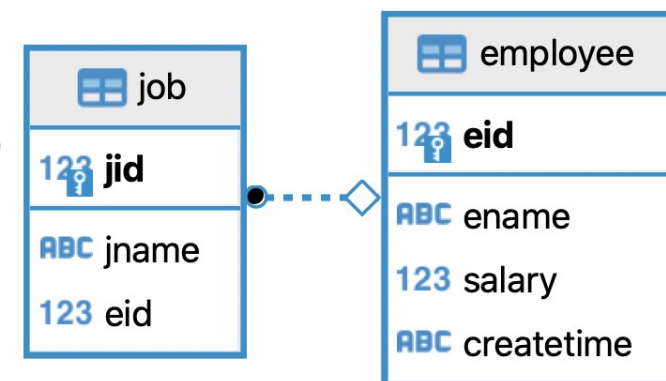 job
123 jid
ABC jname
123 eid
employee
123 eid
ABC ename
123 salary
ABC createtime